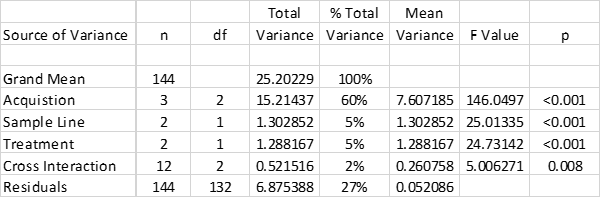 Total % Total Mean
Source of Variance n df Variance Variance Variance F Value p
Grand Mean 144 25.20229 100%
Acquistion 3 2 15.21437 60% 7.607185 146.0497 <0.001
Sample Line 2 1 1.302852 5% 1.302852 25.01335 <0.001
Treatment 2 1 1.288167 5% 1.288167 24.73142 <0.001
Cross Interaction 12 2 0.521516 2% 0.260758 5.006271 0.008
Residuals 144 132 6.875388 27% 0.052086